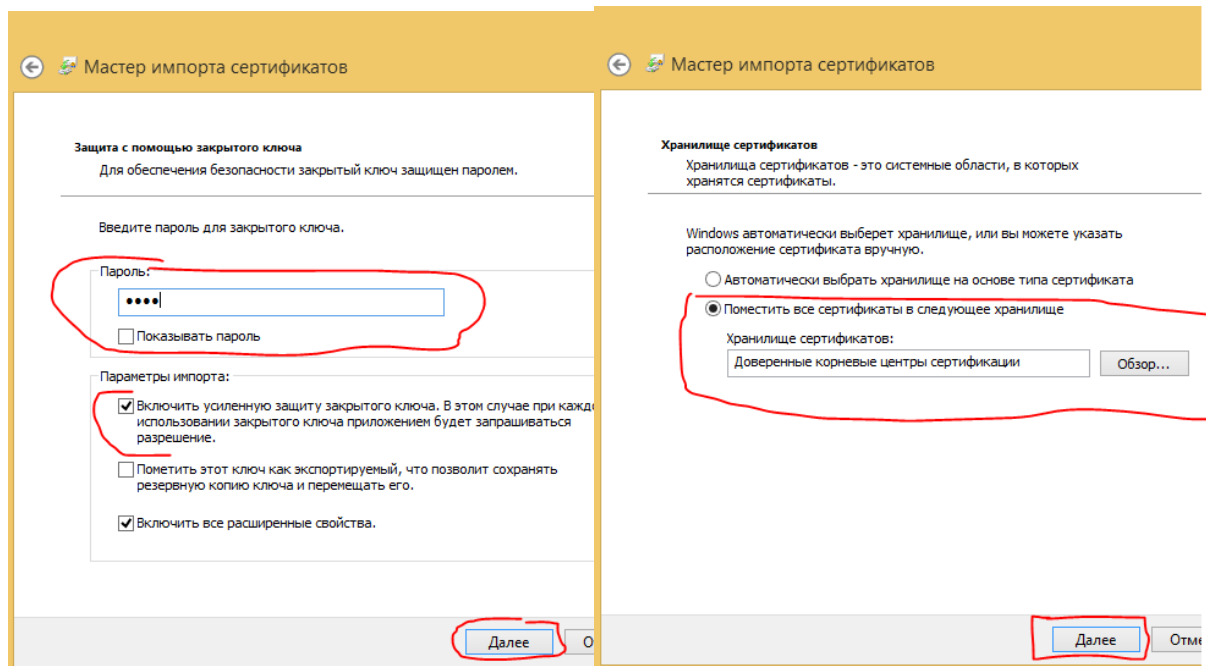 Мастер импорта сертификатов
Защита с помощью закрытого ключа
Для обеспечения безопасности закрытый ключ защищен паролем.
Введите пароль для закрытого ключа.
Пароль:
••••
Показывать пароль
Параметры импорта:
Включить усиленную защиту закрытого ключа. В этом случае при кажд
использовании закрытого ключа приложением будет запрашиваться
разрешение.
Пометить этот ключ как экспортируемый, что позволит сохранять
резервную копию ключа и перемещать его.
Включить все расширенные свойства.
Далее
Мастер импорта сертификатов
Хранилище сертификатов
Хранилища сертификатов - это системные области, в которых
хранятся сертификаты.
Windows автоматически выберет хранилище, или вы можете указать
расположение сертификата вручную.
Автоматически выбрать хранилище на основе типа сертификата
Поместить все сертификаты в следующее хранилище
Хранилище сертификатов:
Доверенные корневые центры сертификации
Обзор...
Далее
Отме